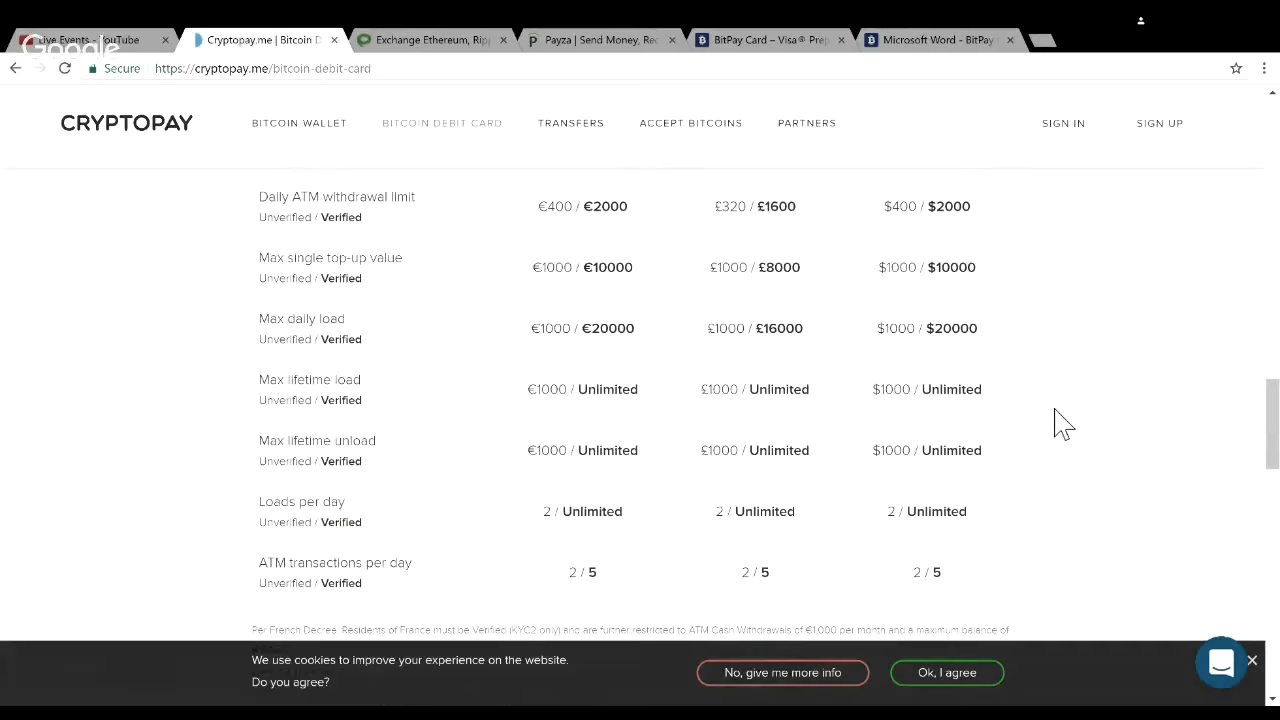 Live Events - YouTube
Cryptopay.me | Bitcoin D
Exchange Ethereum, Rip
Payza | Send Money, Rec
BitPay Card – Visa® Prep
Microsoft Word - BitPay
Google
Secure https://cryptopay.me/bitcoin-debit-card
CRYPTOPAY BITCOIN WALLET BITCOIN DEBIT CARD TRANSFERS ACCEPT BITCOINS PARTNERS SIGN IN SIGN UP
Daily ATM withdrawal limit
Unverified / Verified
€400 / €2000 £320 / £1600 $400 / $2000
Max single top-up value
Unverified / Verified
€1000 / €10000 £1000 / £8000 $1000 / $10000
Max daily load
Unverified / Verified
€1000 / €20000 £1000 / £16000 $1000 / $20000
Max lifetime load
Unverified / Verified
€1000 / Unlimited £1000 / Unlimited $1000 / Unlimited
Max lifetime unload
Unverified / Verified
€1000 / Unlimited £1000 / Unlimited $1000 / Unlimited
Loads per day
Unverified / Verified
2 / Unlimited 2 / Unlimited 2 / Unlimited
ATM transactions per day
Unverified / Verified
2 / 5 2 / 5 2 / 5
Per French Decree. Residents of France must be Verified (KYC2 only) and are further restricted to ATM Cash Withdrawals of €1,000 per month and a maximum balance of
We use cookies to improve your experience on the website.
Do you agree?
No, give me more info
Ok, I agree